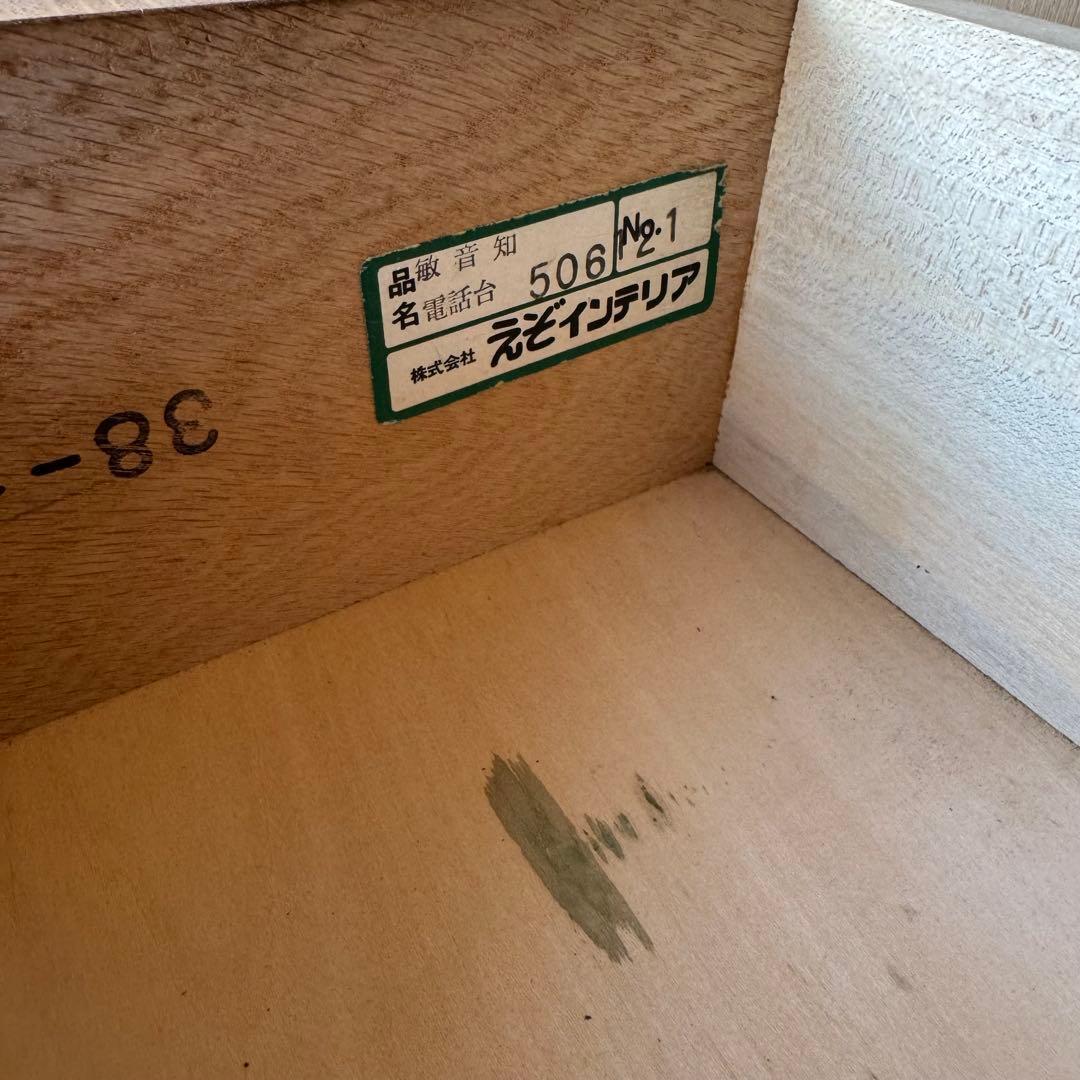 品名 敏音知
電話台 506
No.
121
株式会社 えぞインテリア
38-